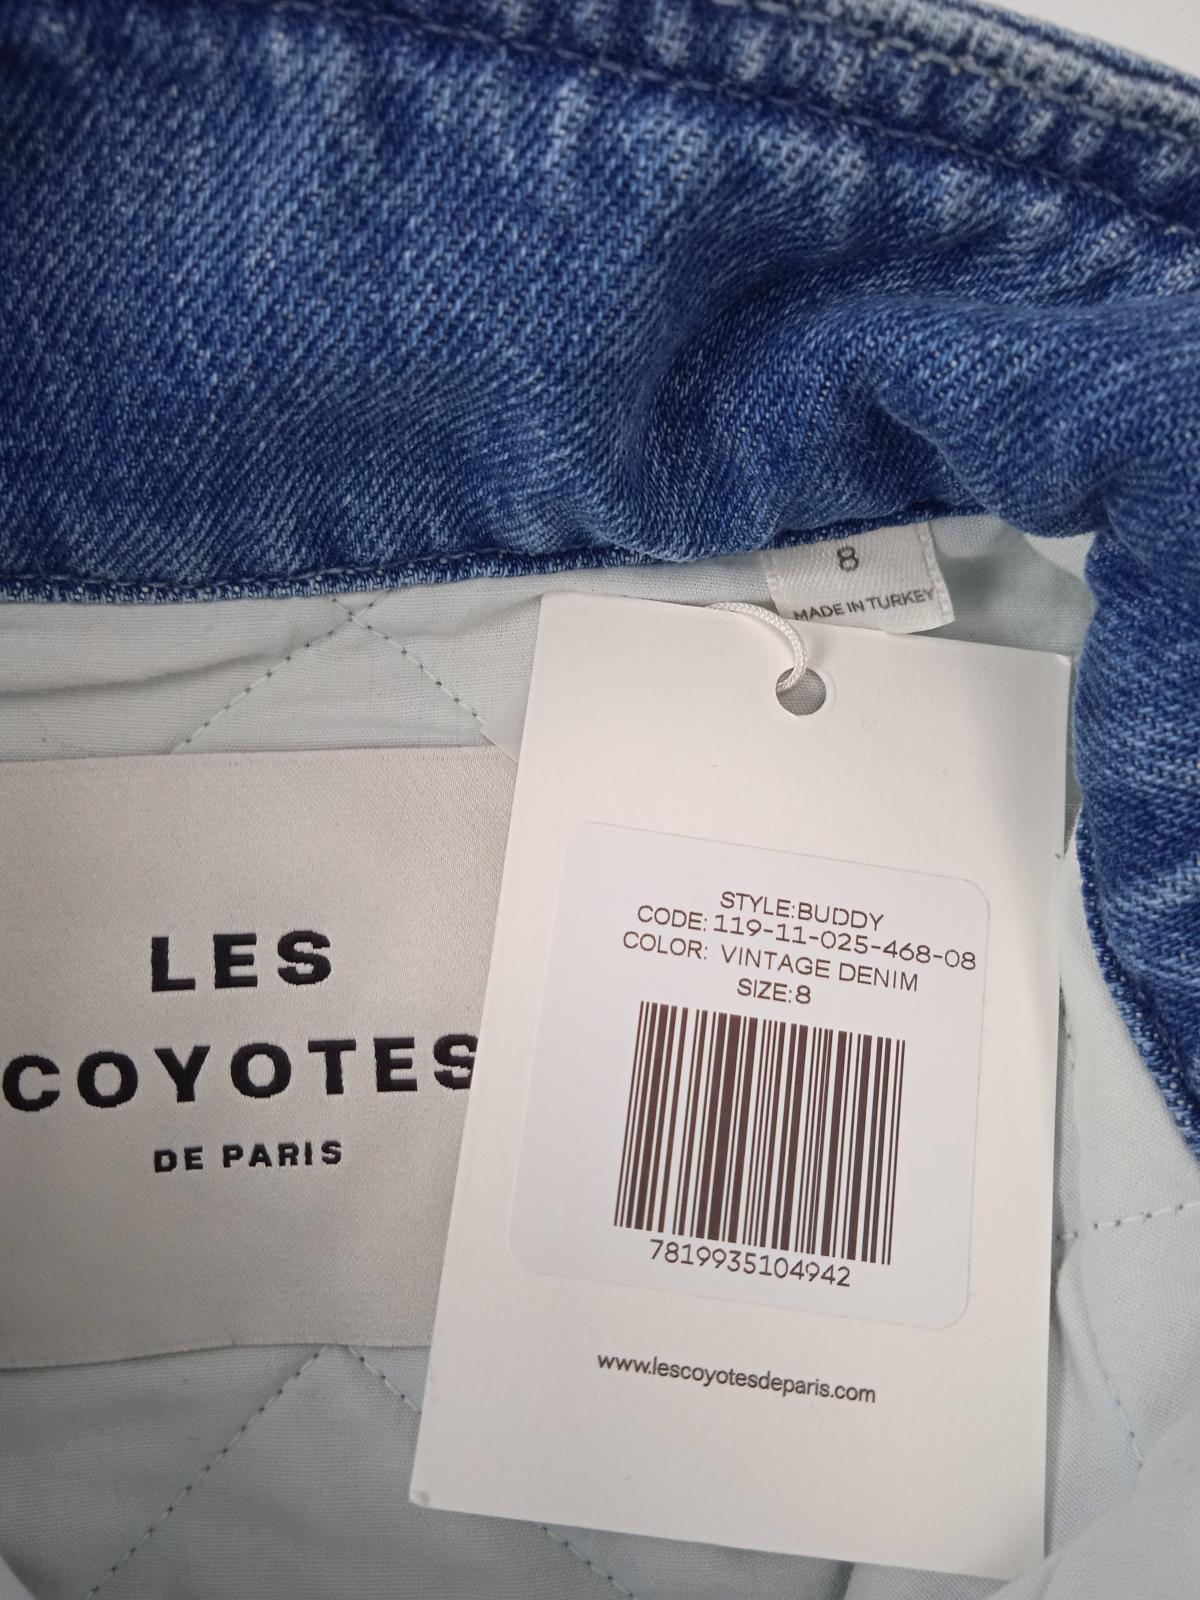 8
MADE IN TURKEY
LES
COYOTES
DE PARIS
STYLE:BUDDY
CODE: 119-11-025-468-08
COLOR: VINTAGE DENIM
SIZE:8
7819935104942
www.lescoyotesdeparis.com